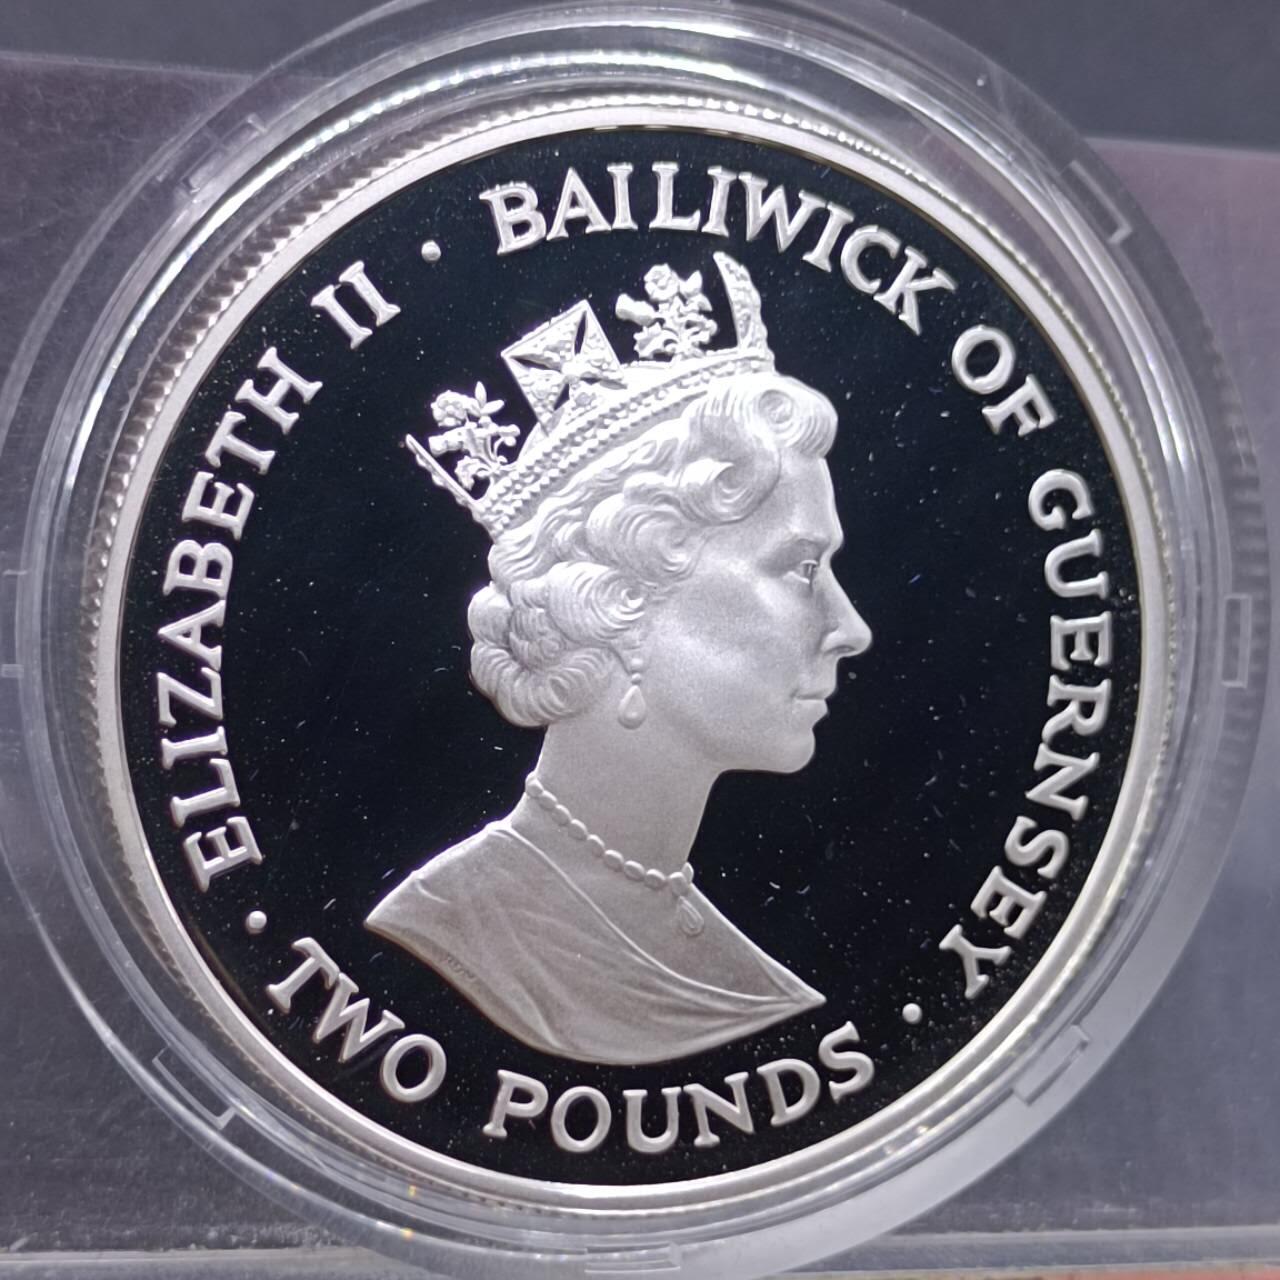 ELIZABETH II · BAILIWICK OF GUERNSEY ·
TWO POUNDS ·